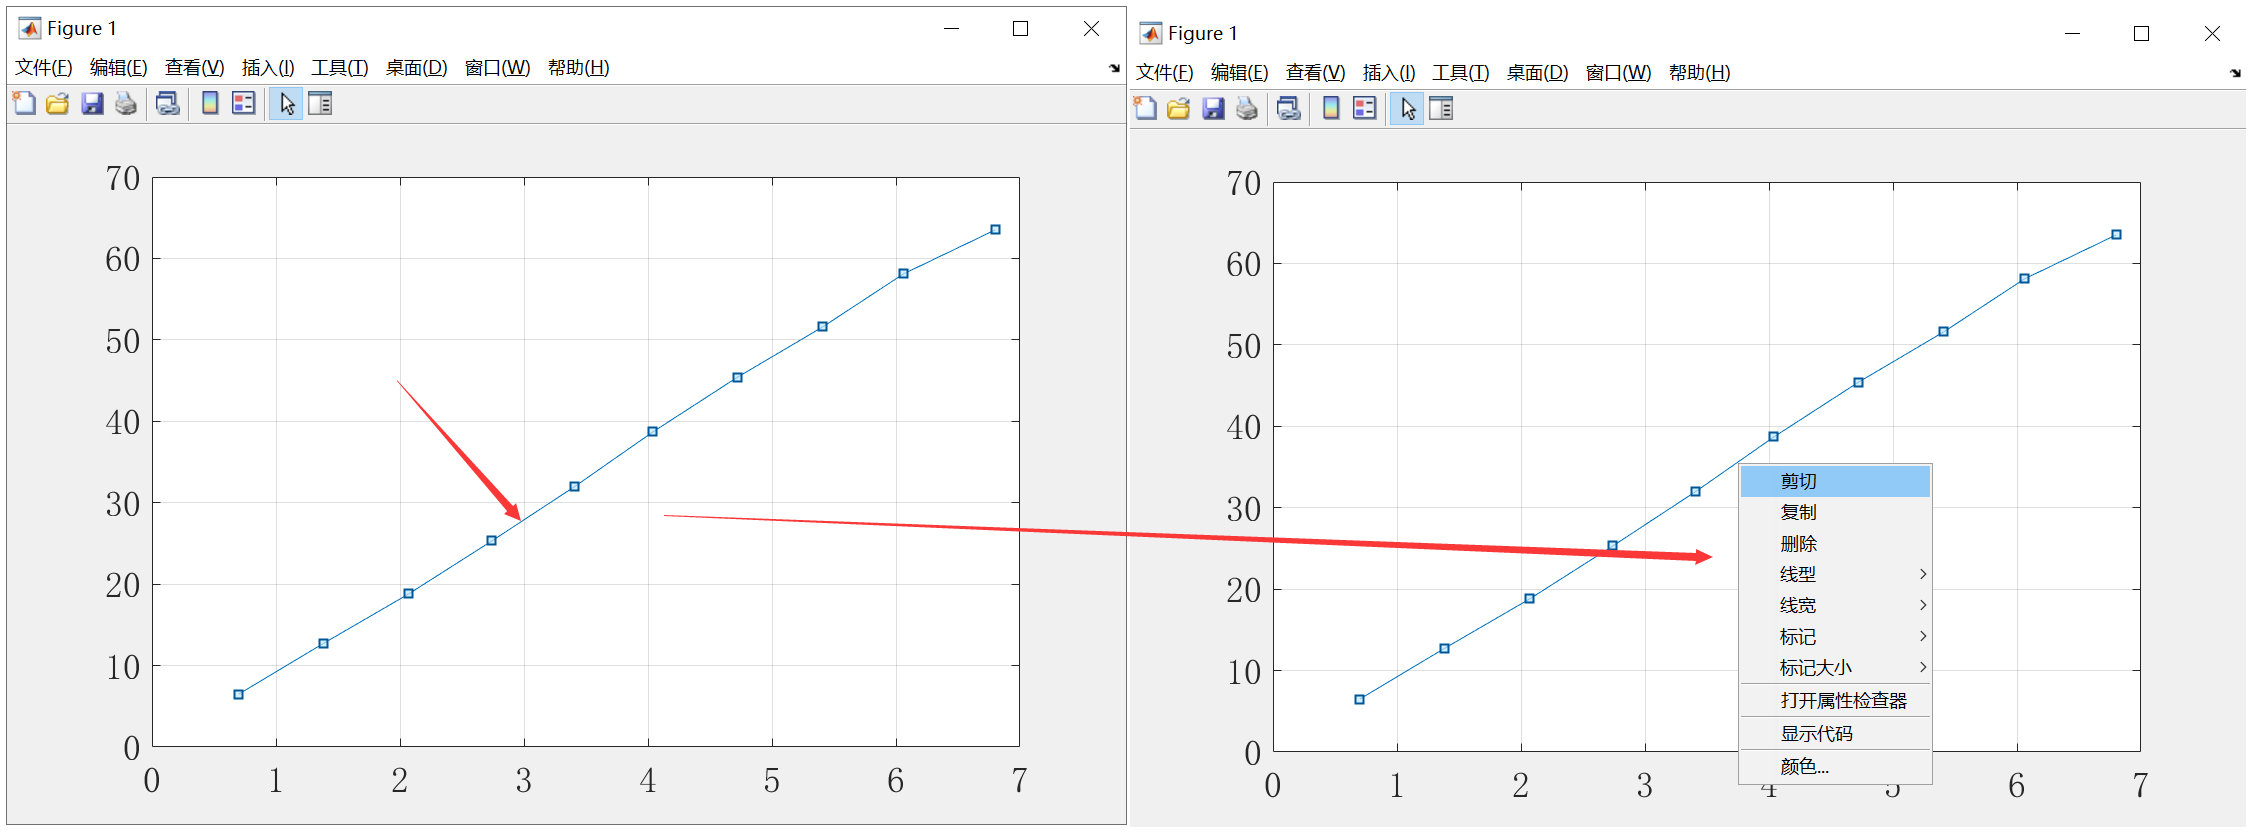 Figure 1
文件(F) 编辑(E) 查看(V) 插入(I) 工具(T) 桌面(D) 窗口(W) 帮助(H)
70
60
50
40
30
20
10
0
0 1 2 3 4 5 6 7
Figure 1
文件(F) 编辑(E) 查看(V) 插入(I) 工具(T) 桌面(D) 窗口(W) 帮助(H)
70
60
50
40
30
20
10
0
0 1 2 3 4 5 6 7
剪切
复制
删除
线型
线宽
标记
标记大小
打开属性检查器
显示代码
颜色...